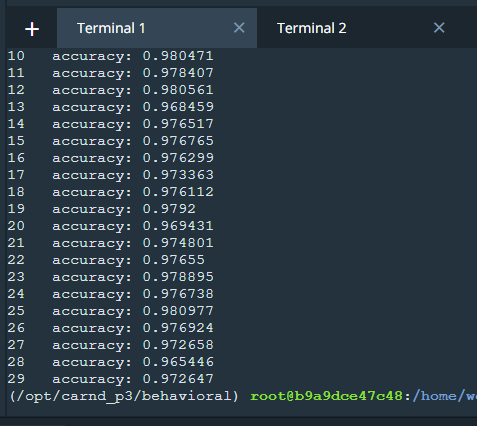 + Terminal 1 × Terminal 2 ×
10 accuracy: 0.980471
11 accuracy: 0.978407
12 accuracy: 0.980561
13 accuracy: 0.968459
14 accuracy: 0.976517
15 accuracy: 0.976765
16 accuracy: 0.976299
17 accuracy: 0.973363
18 accuracy: 0.976112
19 accuracy: 0.9792
20 accuracy: 0.969431
21 accuracy: 0.974801
22 accuracy: 0.97655
23 accuracy: 0.978895
24 accuracy: 0.976738
25 accuracy: 0.980977
26 accuracy: 0.976924
27 accuracy: 0.972658
28 accuracy: 0.965446
29 accuracy: 0.972647
(/opt/carnd_p3/behavioral) root@b9a9dce47c48:/home/w